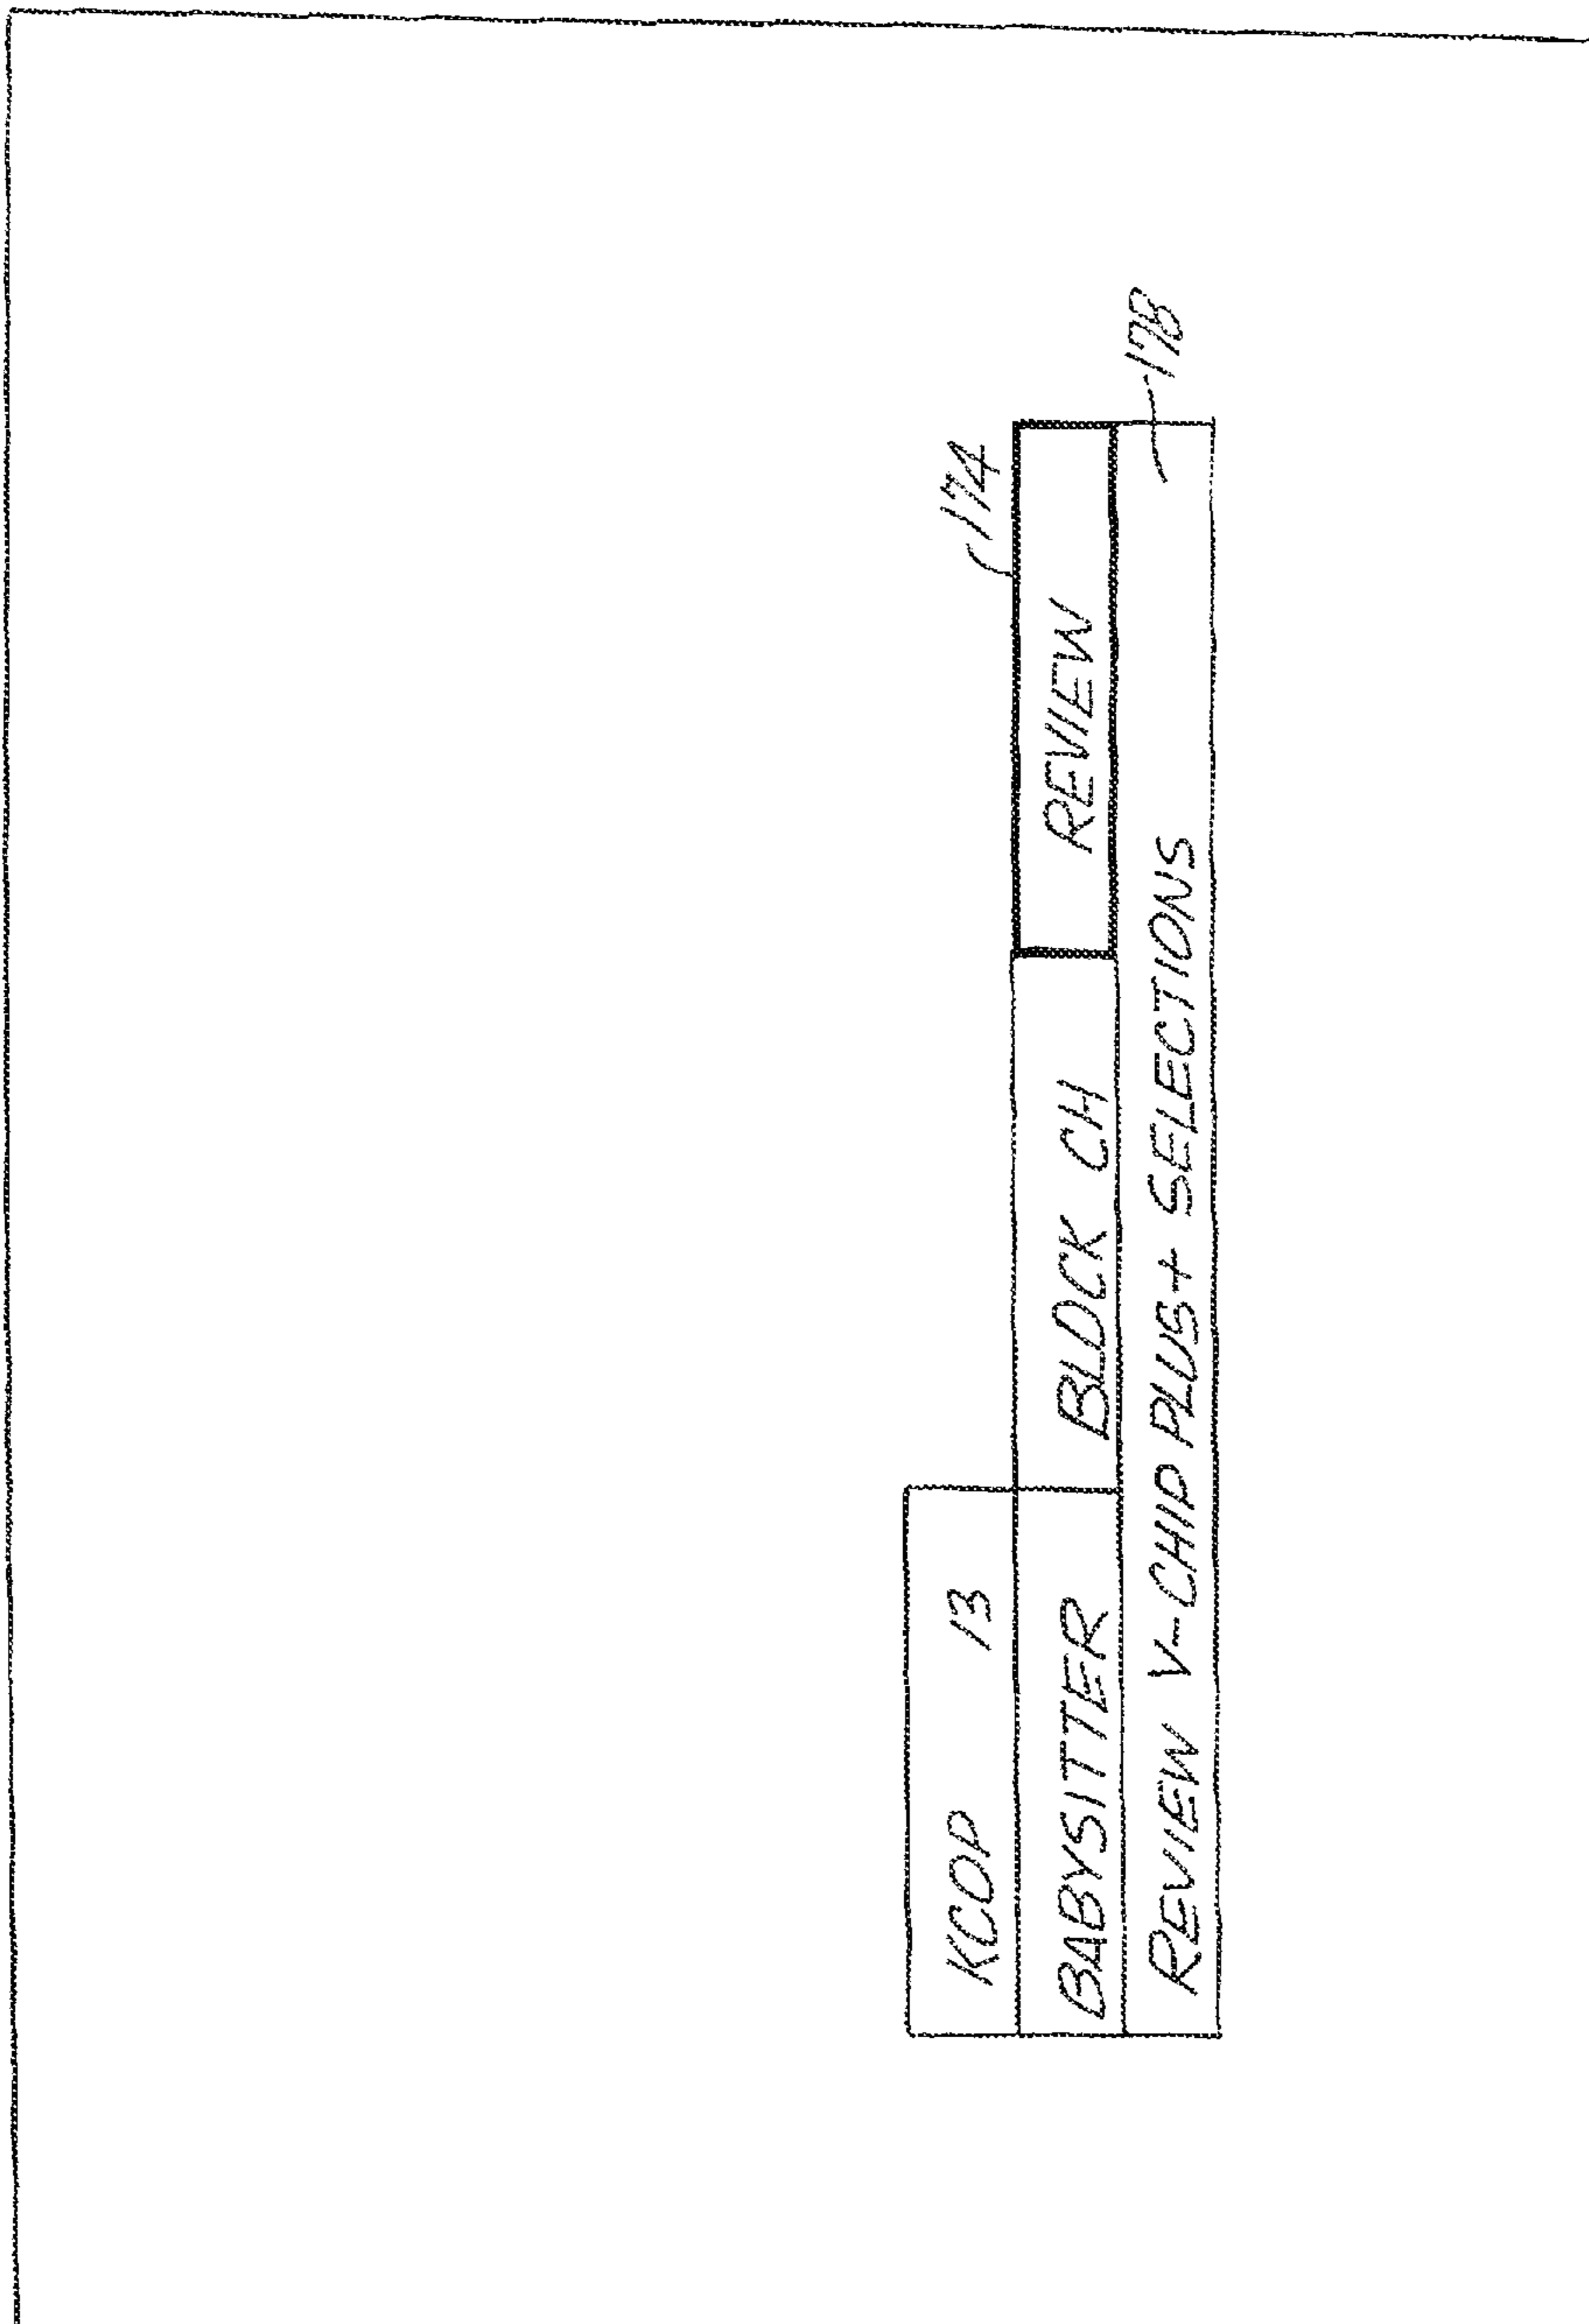 KCOP 13
174
BABYSITTER BLOCK CH REVIEW
REVIEW V-CHIP PLUS+ SELECTIONS
178